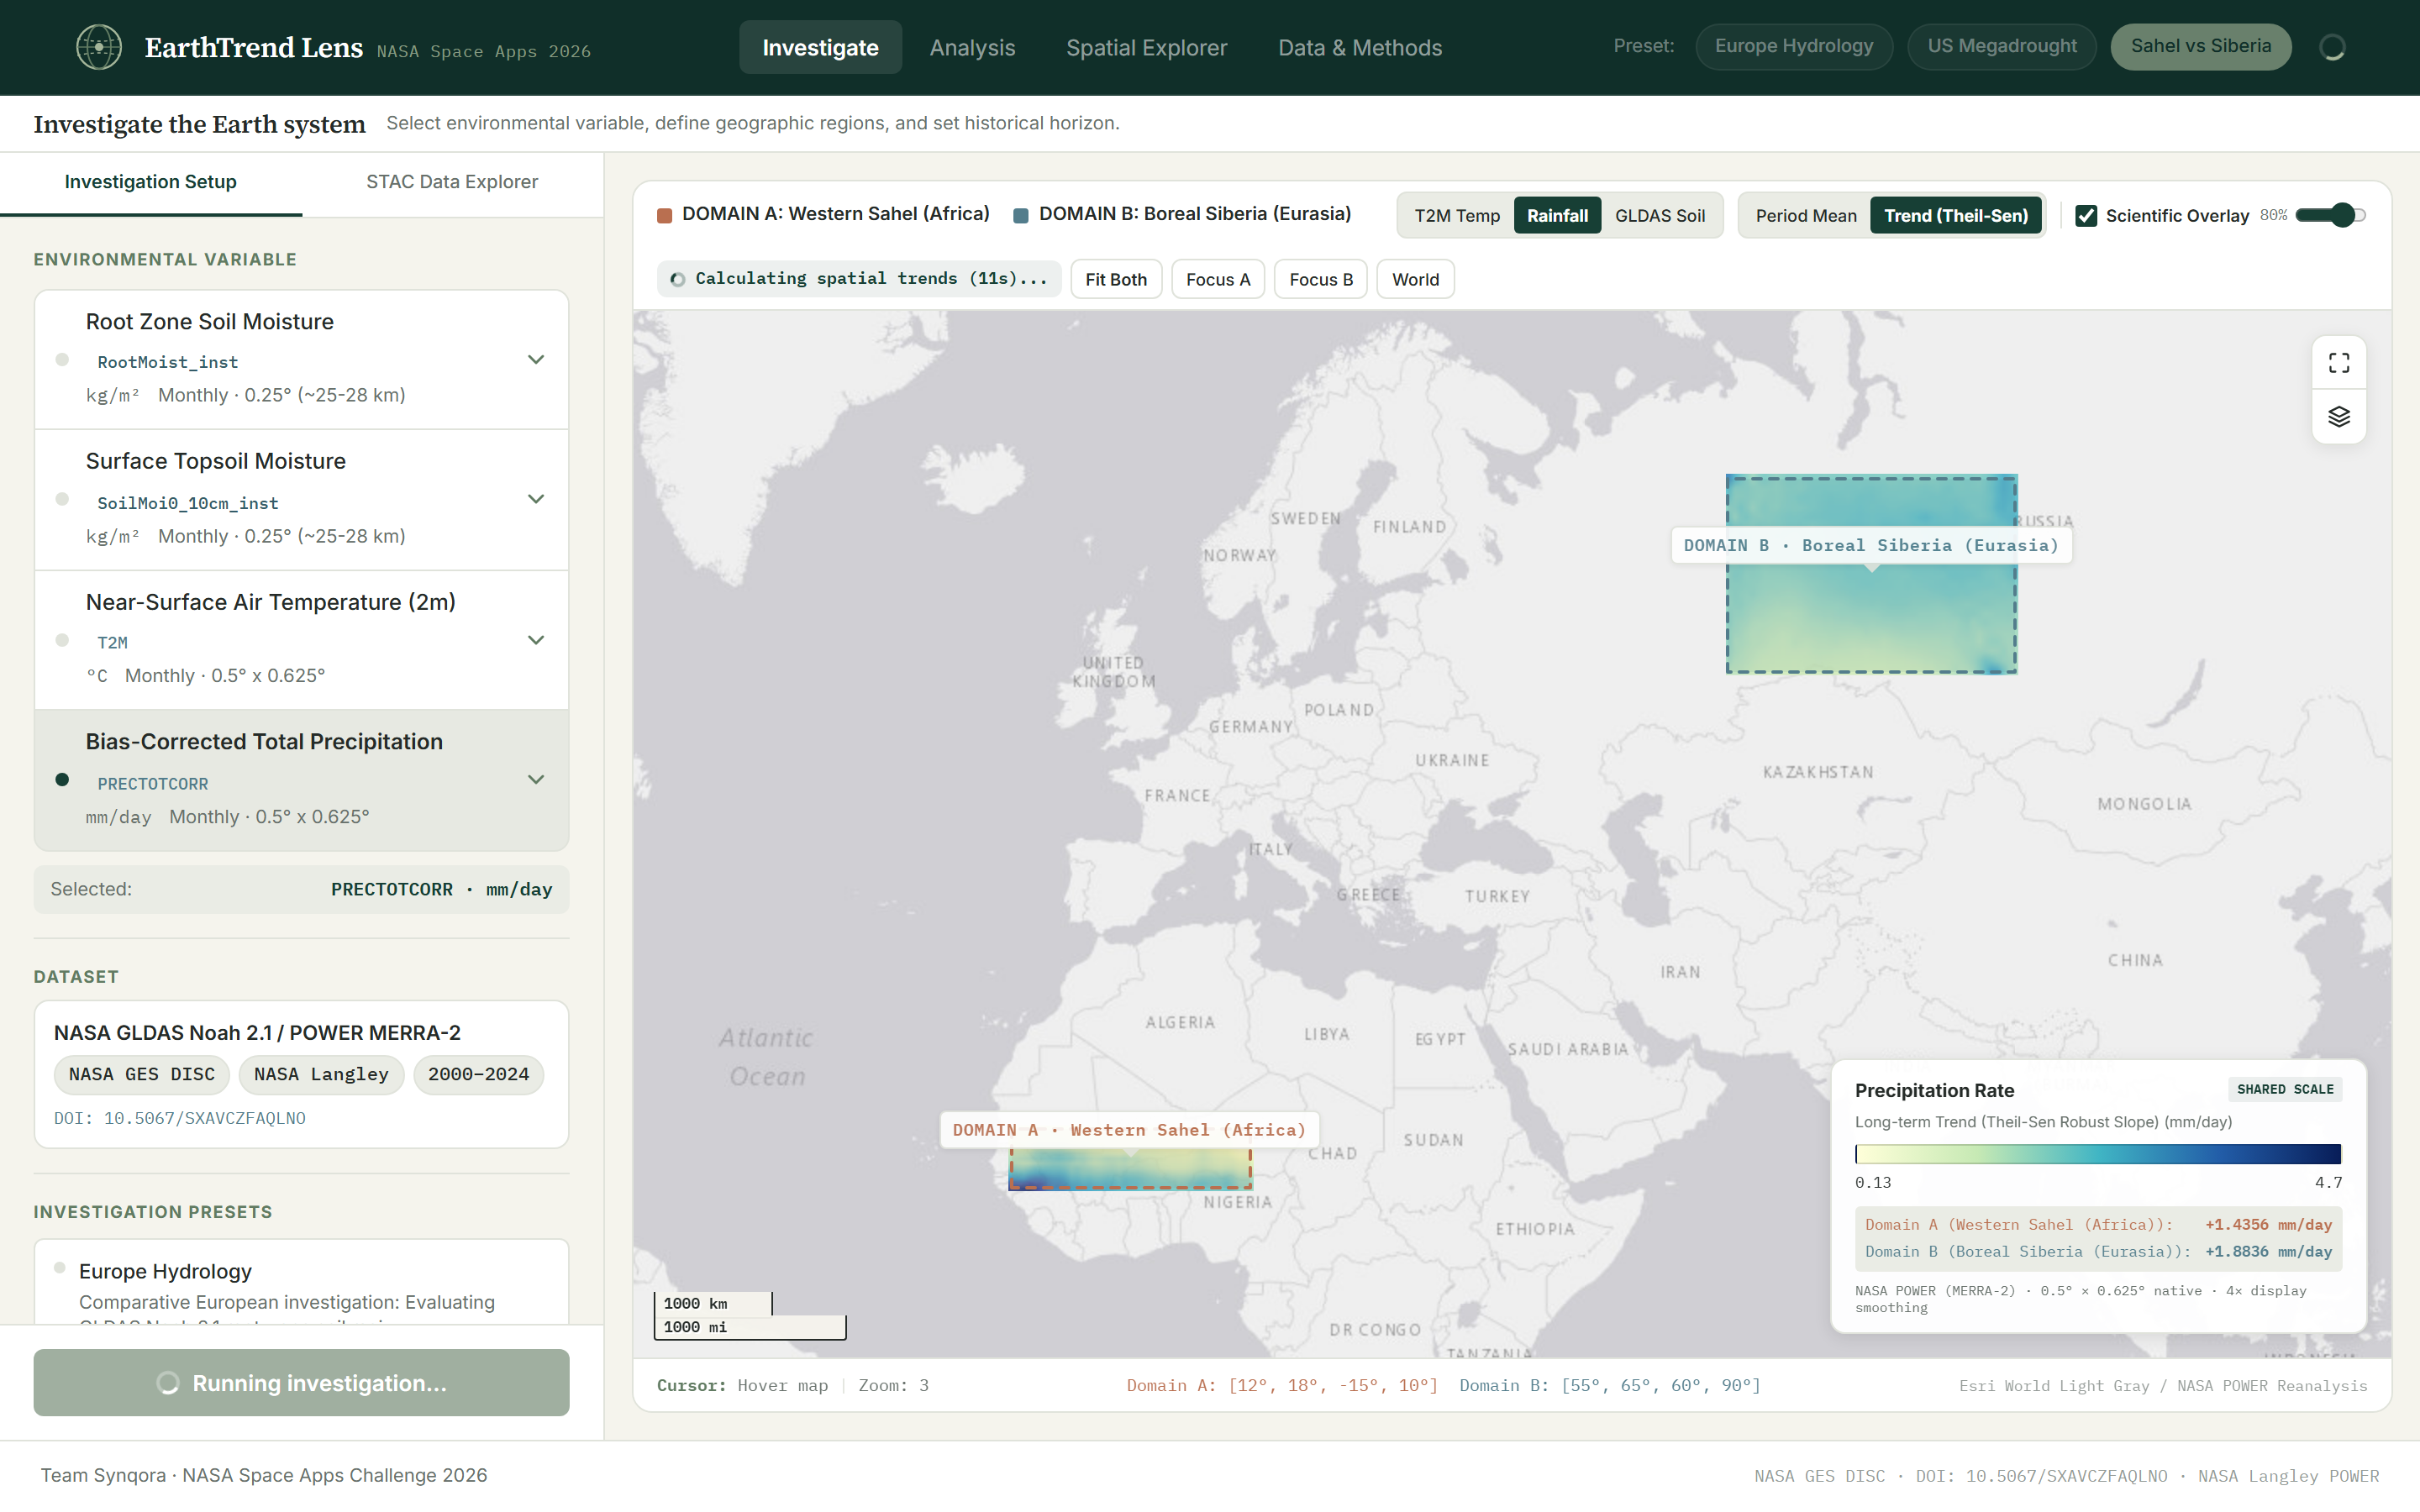 EarthTrend Lens NASA Space Apps 2026
Investigate
Analysis
Spatial Explorer
Data & Methods
Preset:
Europe Hydrology
US Megadrought
Sahel vs Siberia
Investigate the Earth system
Select environmental variable, define geographic regions, and set historical horizon.
Investigation Setup
STAC Data Explorer
ENVIRONMENTAL VARIABLE
Root Zone Soil Moisture
RootMoist_inst
kg/m² Monthly · 0.25° (~25-28 km)
Surface Topsoil Moisture
SoilMoi0_10cm_inst
kg/m² Monthly · 0.25° (~25-28 km)
Near-Surface Air Temperature (2m)
T2M
°C Monthly · 0.5° x 0.625°
Bias-Corrected Total Precipitation
PRECTOTCORR
mm/day Monthly · 0.5° x 0.625°
Selected: PRECTOTCORR · mm/day
DATASET
NASA GLDAS Noah 2.1 / POWER MERRA-2
NASA GES DISC
NASA Langley
2000–2024
DOI: 10.5067/SXAVCZFAQLNO
INVESTIGATION PRESETS
Europe Hydrology
Comparative European investigation: Evaluating
Running investigation...
DOMAIN A: Western Sahel (Africa)
DOMAIN B: Boreal Siberia (Eurasia)
T2M Temp
Rainfall
GLDAS Soil
Period Mean
Trend (Theil-Sen)
Scientific Overlay 80%
Calculating spatial trends (11s)...
Fit Both
Focus A
Focus B
World
SWEDEN
FINLAND
RUSSIA
DOMAIN B · Boreal Siberia (Eurasia)
NORWAY
UNITED
KINGDOM
POLAND
GERMANY
UKRAINE
KAZAKHSTAN
FRANCE
MONGOLIA
ITALY
GREECE
TURKEY
CHINA
IRAN
ALGERIA
LIBYA
EGYPT
SAUDI ARABIA
Atlantic
Ocean
DOMAIN A · Western Sahel (Africa)
SUDAN
CHAD
NIGERIA
ETHIOPIA
DR CONGO
TANZANIA
Precipitation Rate
SHARED SCALE
Long-term Trend (Theil-Sen Robust Slope) (mm/day)
0.13 4.7
Domain A (Western Sahel (Africa)): +1.4356 mm/day
Domain B (Boreal Siberia (Eurasia)): +1.8836 mm/day
NASA POWER (MERRA-2) · 0.5° × 0.625° native · 4× display
smoothing
1000 km
1000 mi
Cursor: Hover map | Zoom: 3
Domain A: [12°, 18°, -15°, 10°]
Domain B: [55°, 65°, 60°, 90°]
Esri World Light Gray / NASA POWER Reanalysis
Team Synqora · NASA Space Apps Challenge 2026
NASA GES DISC · DOI: 10.5067/SXAVCZFAQLNO · NASA Langley POWER